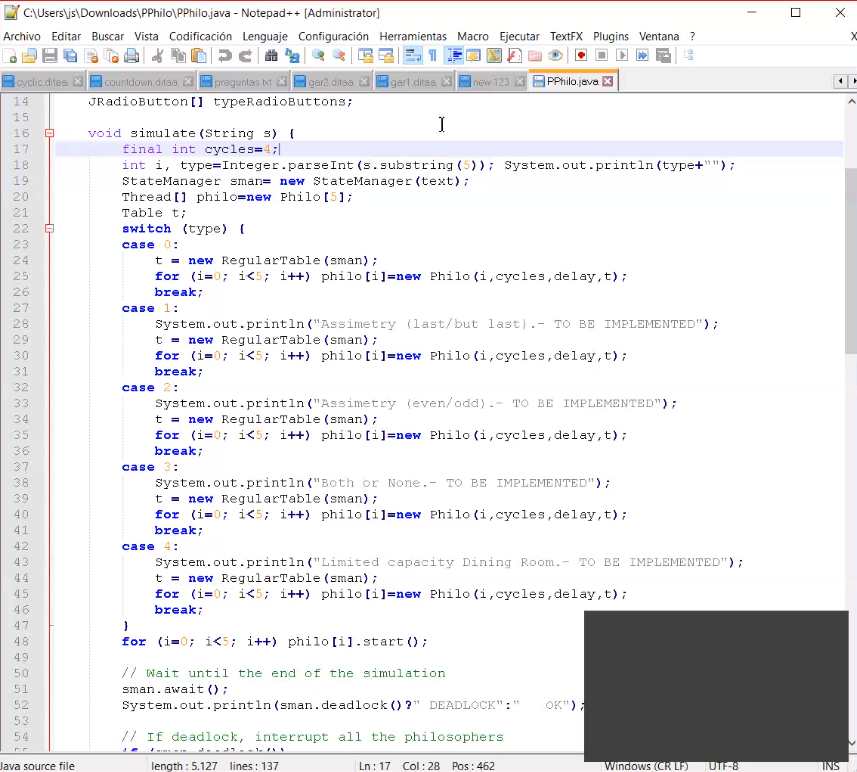 C:\Users\js\Downloads\PPhilo\PPhilo.java - Notepad++ [Administrator]
Archivo Editar Buscar Vista Codificación Lenguaje Configuración Herramientas Macro Ejecutar TextFX Plugins Ventana ? X
cyclic.ditaa countdown.ditaa preguntas.txt gar2.ditaa gar1.ditaa new 123 PPhilo.java
14 JRadioButton[] typeRadioButtons;
15
16 void simulate(String s) {
17 final int cycles=4;
18 int i, type=Integer.parseInt(s.substring(5)); System.out.println(type+"");
19 StateManager sman= new StateManager(text);
20 Thread[] philo=new Philo[5];
21 Table t;
22 switch (type) {
23 case 0:
24 t = new RegularTable(sman);
25 for (i=0; i<5; i++) philo[i]=new Philo(i,cycles,delay,t);
26 break;
27 case 1:
28 System.out.println("Assimetry (last/but last).- TO BE IMPLEMENTED");
29 t = new RegularTable(sman);
30 for (i=0; i<5; i++) philo[i]=new Philo(i,cycles,delay,t);
31 break;
32 case 2:
33 System.out.println("Assimetry (even/odd).- TO BE IMPLEMENTED");
34 t = new RegularTable(sman);
35 for (i=0; i<5; i++) philo[i]=new Philo(i,cycles,delay,t);
36 break;
37 case 3:
38 System.out.println("Both or None.- TO BE IMPLEMENTED");
39 t = new RegularTable(sman);
40 for (i=0; i<5; i++) philo[i]=new Philo(i,cycles,delay,t);
41 break;
42 case 4:
43 System.out.println("Limited capacity Dining Room.- TO BE IMPLEMENTED");
44 t = new RegularTable(sman);
45 for (i=0; i<5; i++) philo[i]=new Philo(i,cycles,delay,t);
46 break;
47 }
48 for (i=0; i<5; i++) philo[i].start();
49
50 // Wait until the end of the simulation
51 sman.await();
52 System.out.println(sman.deadlock()?" DEADLOCK":" OK");
53
54 // If deadlock, interrupt all the philosophers
Java source file length : 5.127 lines : 137 Ln : 17 Col : 28 Pos : 462 Windows (CR LF) UTF-8 INS